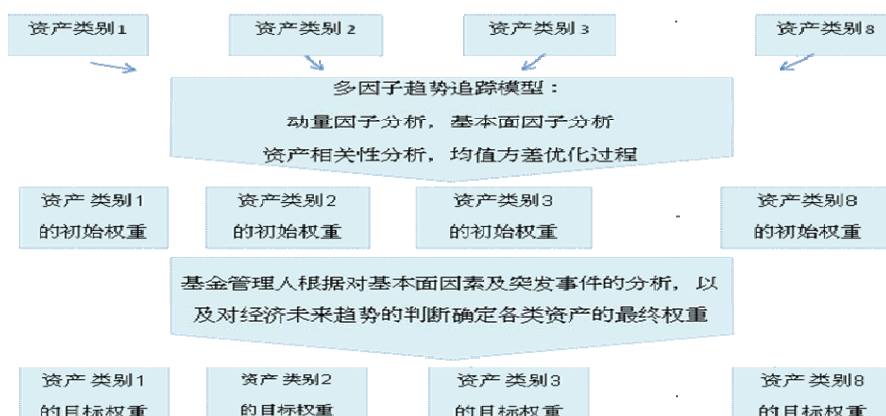 资产类别1
资产类别2
资产类别3
资产类别8
多因子趋势追踪模型：
动量因子分析，基本面因子分析
资产相关性分析，均值方差优化过程
资产类别1
的初始权重
资产类别2
的初始权重
资产类别3
的初始权重
资产类别8
的初始权重
基金管理人根据对基本面因素及突发事件的分析，以
及对经济未来趋势的判断确定各类资产的最终权重
资产类别1
的目标权重
资产类别2
的目标权重
资产类别3
的目标权重
资产类别8
的目标权重